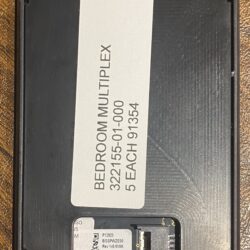 BEDROOM MULTIPLEX
322155-01-000
5 EACH 91354